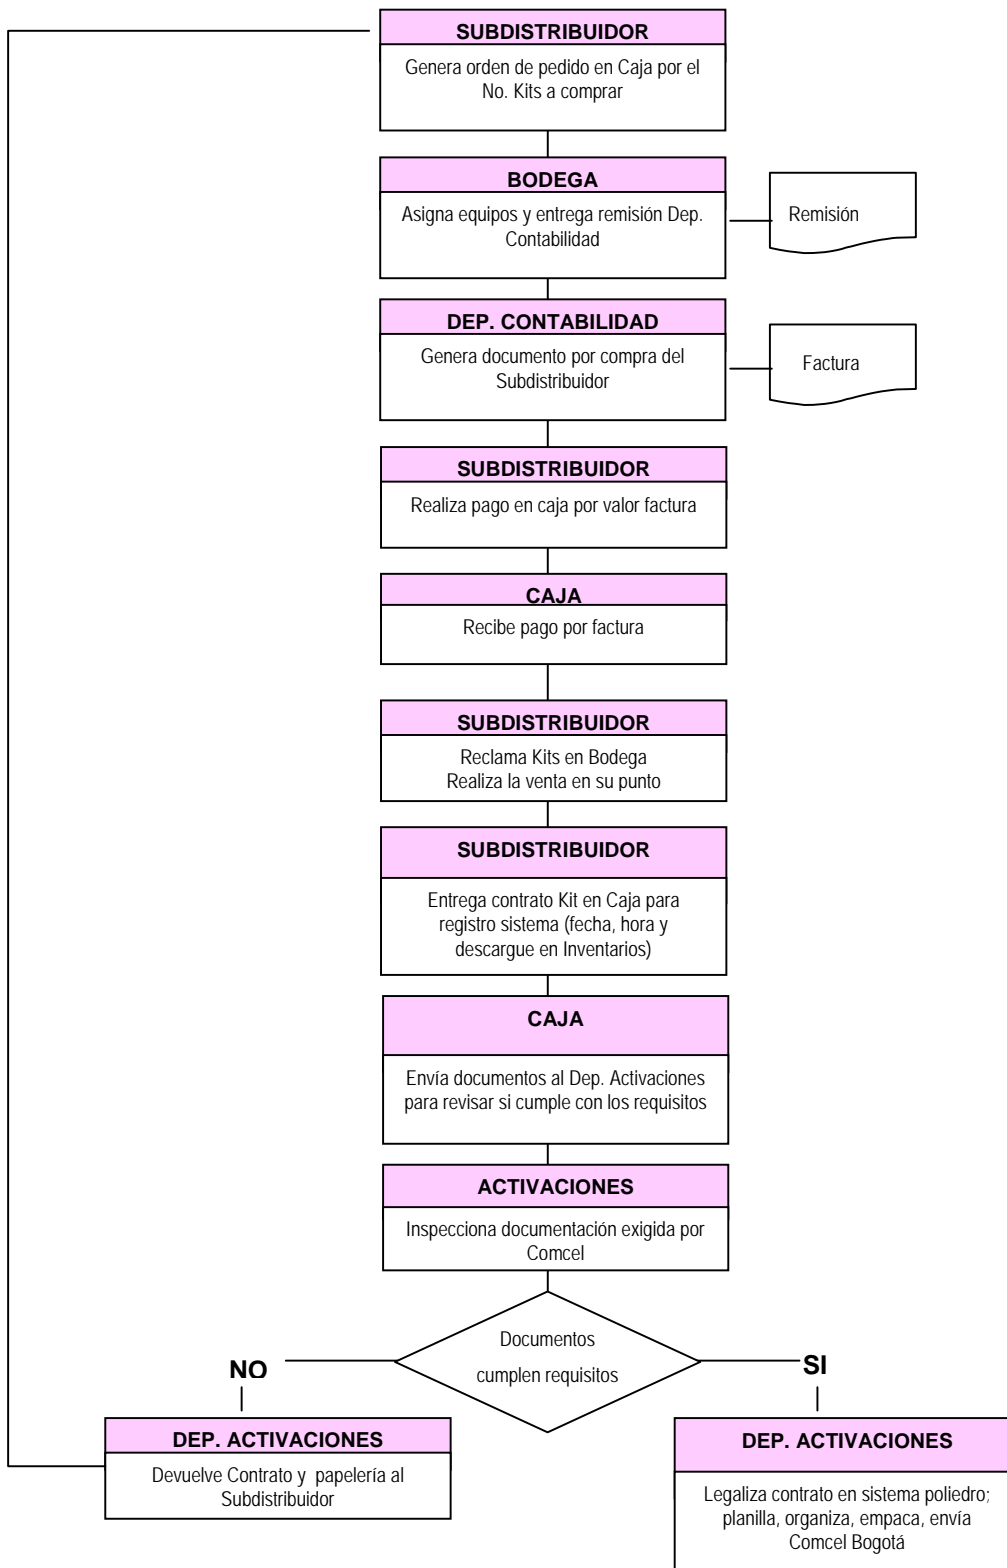 SUBDISTRIBUIDOR
Genera orden de pedido en Caja por el
No. Kits a comprar
BODEGA
Asigna equipos y entrega remisión Dep.
Contabilidad
Remisión
DEP. CONTABILIDAD
Genera documento por compra del
Subdistribuidor
Factura
SUBDISTRIBUIDOR
Realiza pago en caja por valor factura
CAJA
Recibe pago por factura
SUBDISTRIBUIDOR
Reclama Kits en Bodega
Realiza la venta en su punto
SUBDISTRIBUIDOR
Entrega contrato Kit en Caja para
registro sistema (fecha, hora y
descargue en Inventarios)
CAJA
Envía documentos al Dep. Activaciones
para revisar si cumple con los requisitos
ACTIVACIONES
Inspecciona documentación exigida por
Comcel
Documentos
cumplen requisitos
NO
SI
DEP. ACTIVACIONES
Devuelve Contrato y papelería al
Subdistribuidor
DEP. ACTIVACIONES
Legaliza contrato en sistema poliedro;
planilla, organiza, empaca, envía
Comcel Bogotá